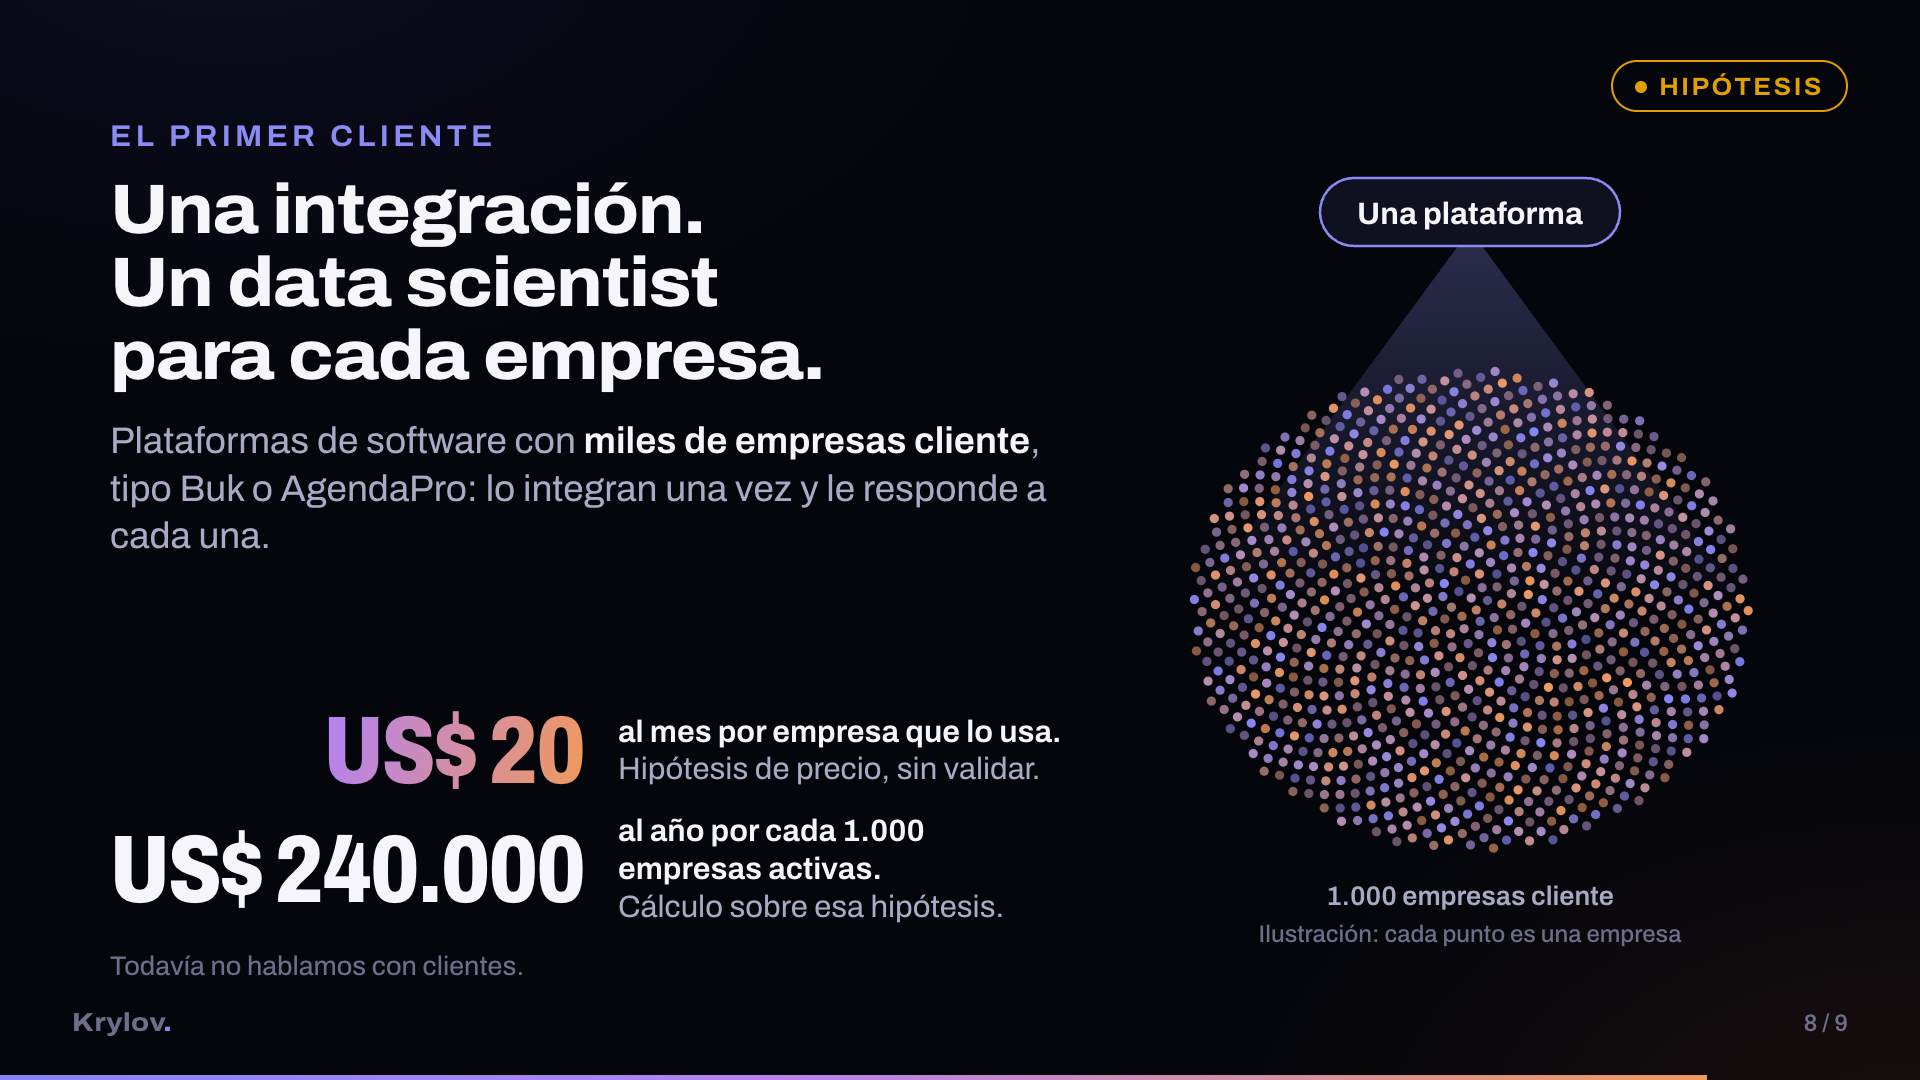 HIPÓTESIS
EL PRIMER CLIENTE
Una integración.
Un data scientist
para cada empresa.
Plataformas de software con miles de empresas cliente,
tipo Buk o AgendaPro: lo integran una vez y le responde a
cada una.
US$ 20
al mes por empresa que lo usa.
Hipótesis de precio, sin validar.
US$ 240.000
al año por cada 1.000
empresas activas.
Cálculo sobre esa hipótesis.
Todavía no hablamos con clientes.
Una plataforma
1.000 empresas cliente
Ilustración: cada punto es una empresa
Krylov.
8 / 9